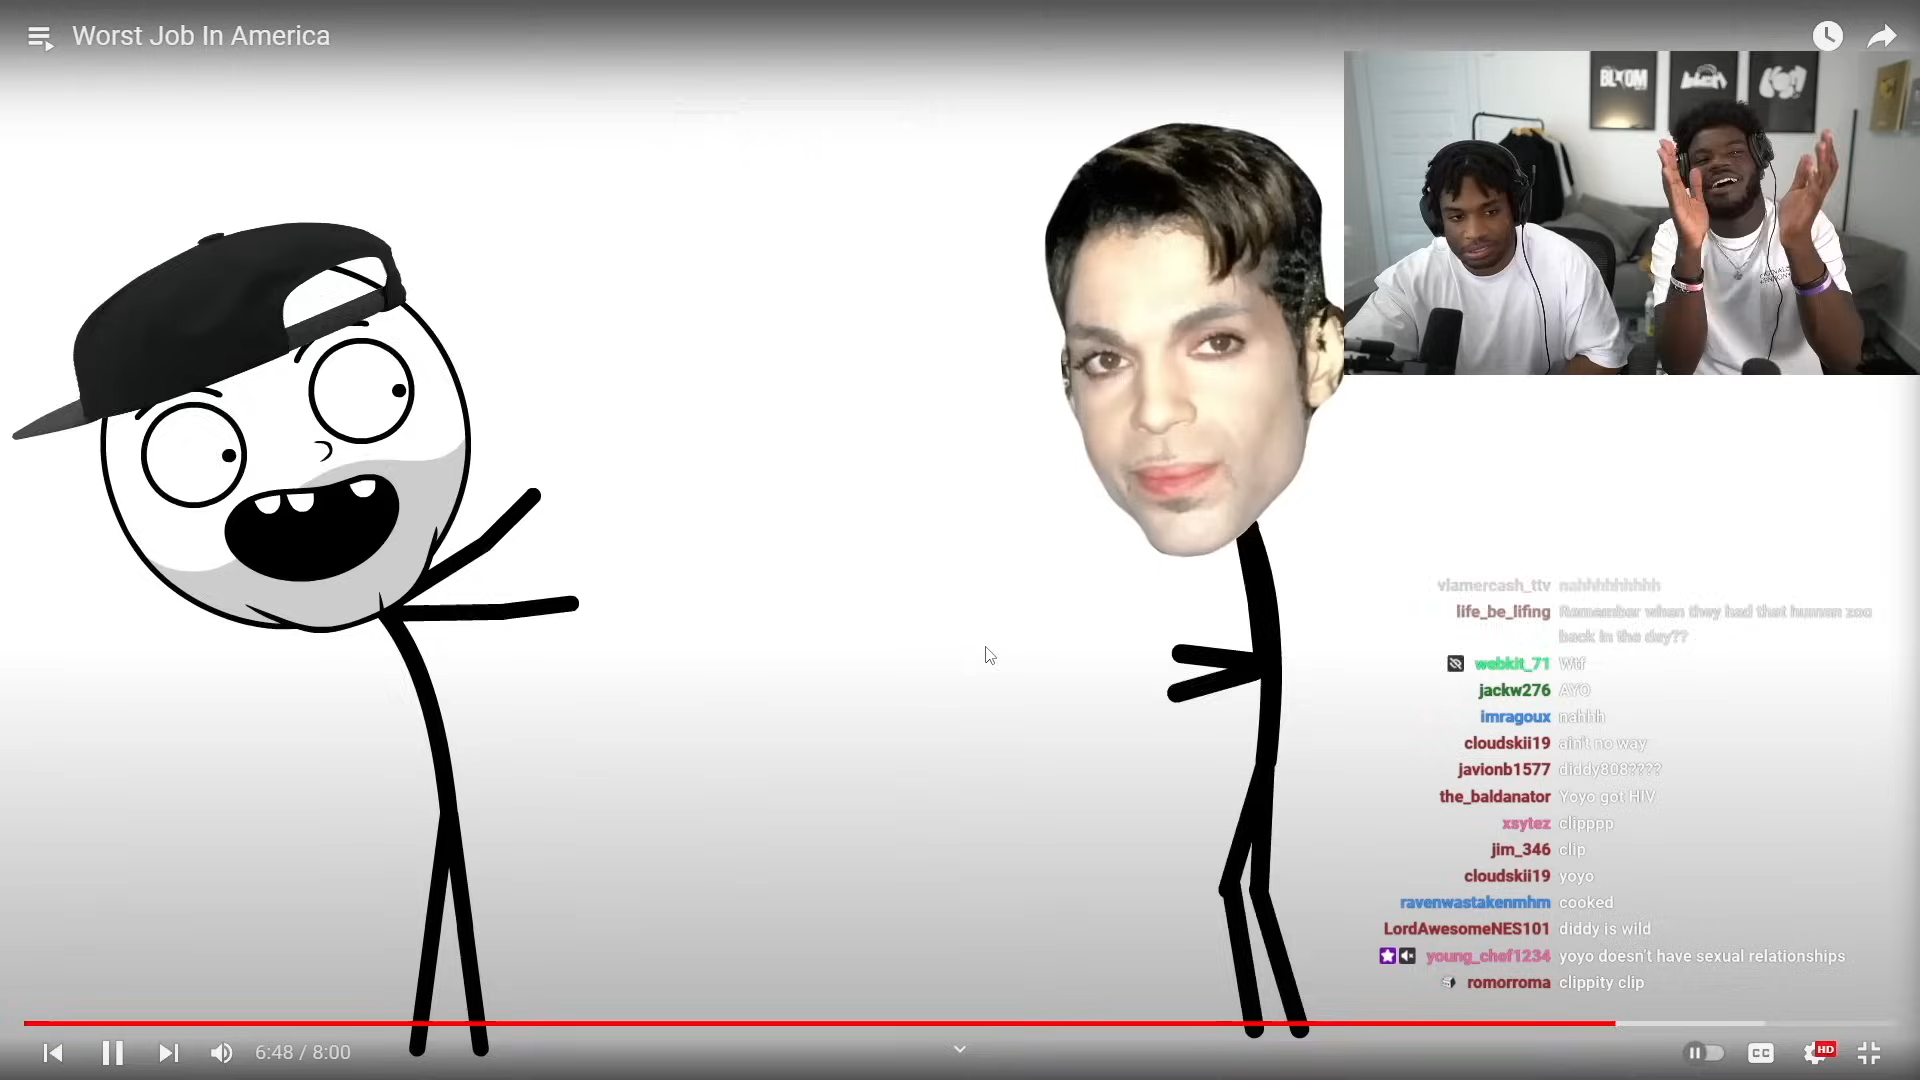 Worst Job In America
BLXOM
vlamercash_ttv nahhhhhhhhh
life_be_lifing Remember when they had that human zoo
back in the day??
webkit_71 Wtf
jackw276 AYO
imragoux nahhh
cloudskii19 ain't no way
javionb1577 diddy808????
the_baldanator Yoyo got HIV
xsytez clipppp
jim_346 clip
cloudskii19 yoyo
ravenwastakenmhm cooked
LordAwesomeNES101 diddy is wild
young_chef1234 yoyo doesn't have sexual relationships
romorroma clippity clip
6:48 / 8:00
CC
HD